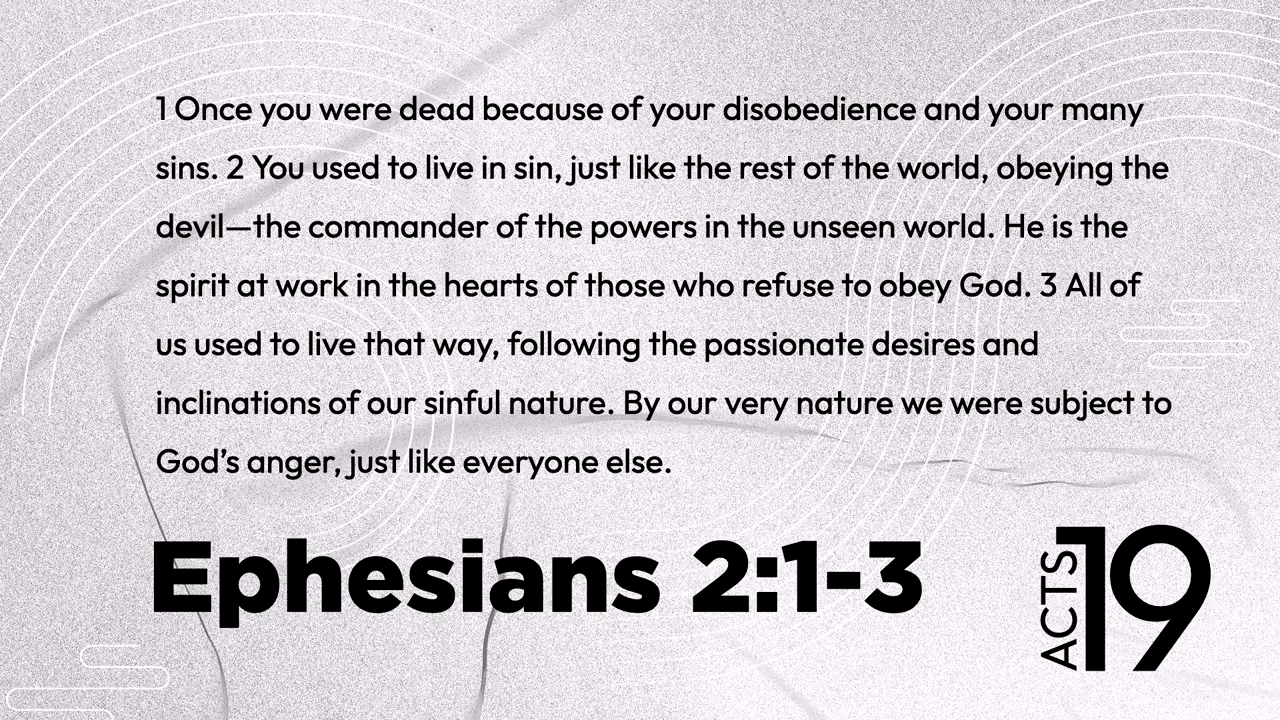 1 Once you were dead because of your disobedience and your many
sins. 2 You used to live in sin, just like the rest of the world, obeying the
devil—the commander of the powers in the unseen world. He is the
spirit at work in the hearts of those who refuse to obey God. 3 All of
us used to live that way, following the passionate desires and
inclinations of our sinful nature. By our very nature we were subject to
God’s anger, just like everyone else.
Ephesians 2:1-3
ACTS 19